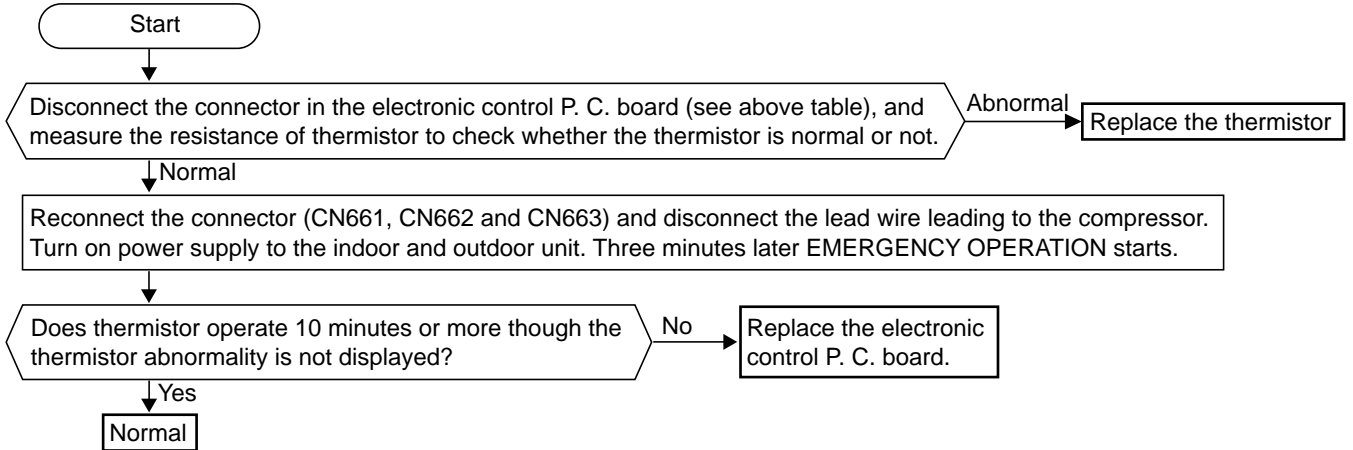 Start
Disconnect the connector in the electronic control P. C. board (see above table), and
measure the resistance of thermistor to check whether the thermistor is normal or not.
Abnormal
Replace the thermistor
Normal
Reconnect the connector (CN661, CN662 and CN663) and disconnect the lead wire leading to the compressor.
Turn on power supply to the indoor and outdoor unit. Three minutes later EMERGENCY OPERATION starts.
Does thermistor operate 10 minutes or more though the
thermistor abnormality is not displayed?
No
Replace the electronic
control P. C. board.
Yes
Normal